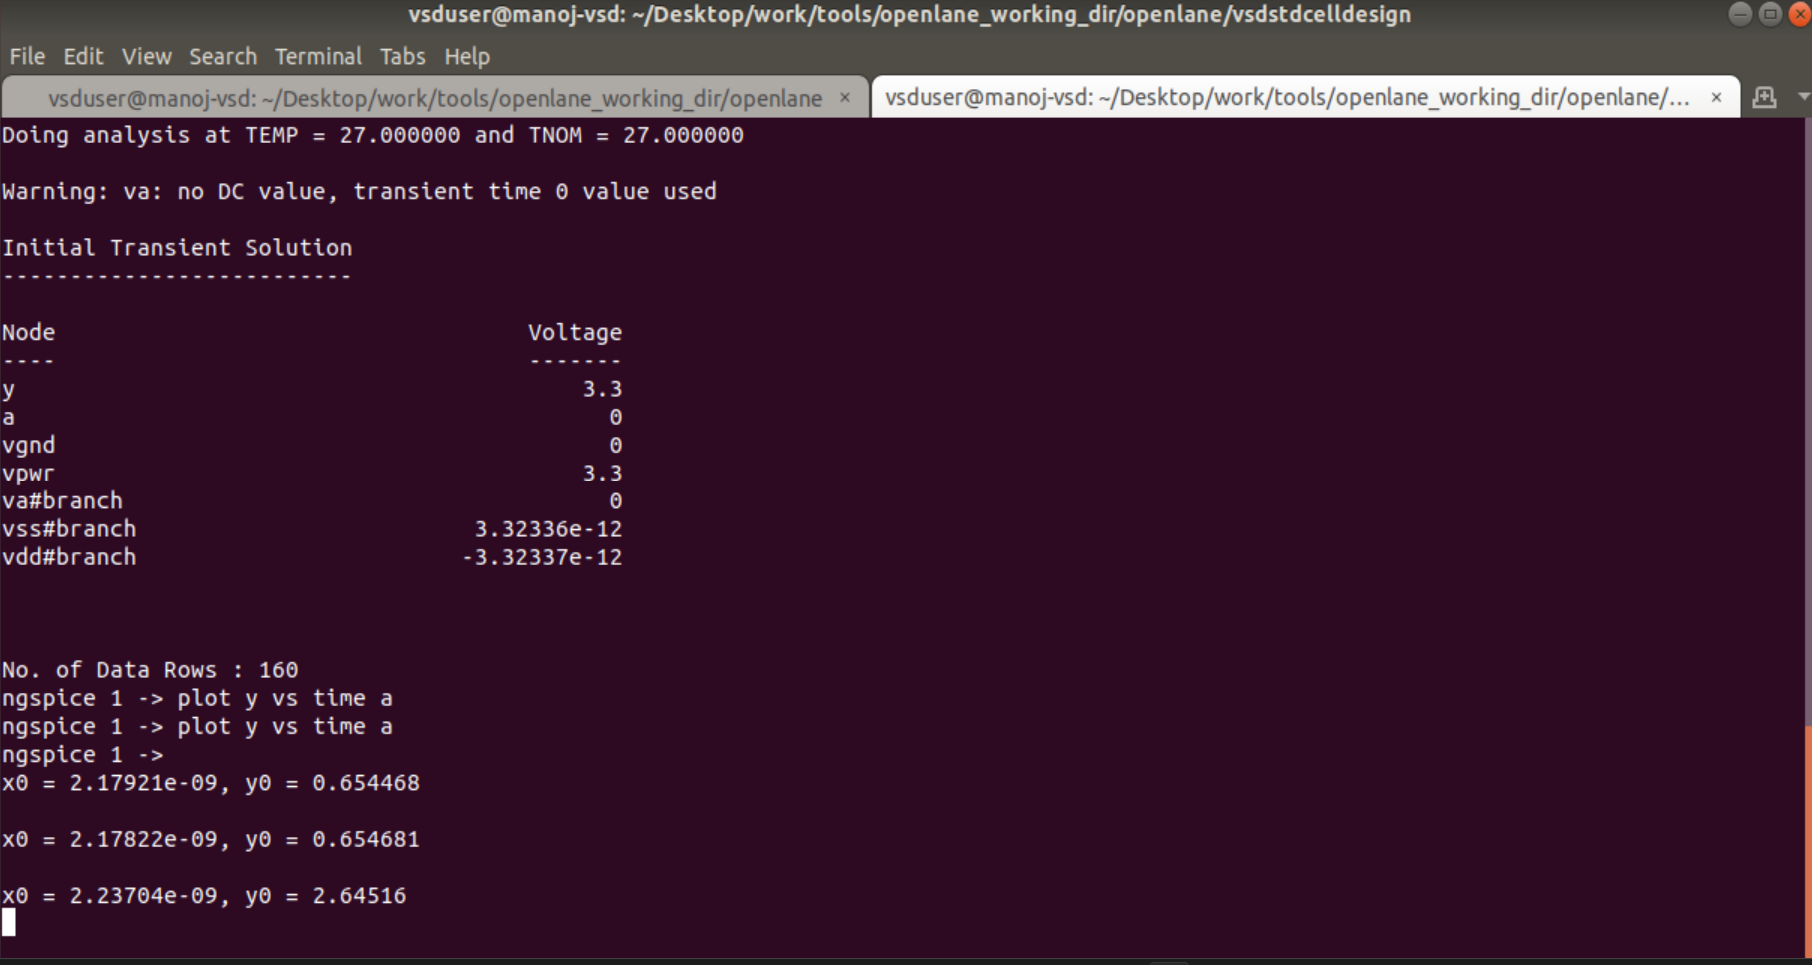 vsduser@manoj-vsd: ~/Desktop/work/tools/openlane_working_dir/openlane/vsdstdcelldesign
File Edit View Search Terminal Tabs Help
vsduser@manoj-vsd: ~/Desktop/work/tools/openlane_working_dir/openlane × vsduser@manoj-vsd: ~/Desktop/work/tools/openlane_working_dir/openlane/... ×
Doing analysis at TEMP = 27.000000 and TNOM = 27.000000
Warning: va: no DC value, transient time 0 value used
Initial Transient Solution
--------------------------
Node Voltage
---- -------
y 3.3
a 0
vgnd 0
vpwr 3.3
va#branch 0
vss#branch 3.32336e-12
vdd#branch -3.32337e-12
No. of Data Rows : 160
ngspice 1 -> plot y vs time a
ngspice 1 -> plot y vs time a
ngspice 1 ->
x0 = 2.17921e-09, y0 = 0.654468
x0 = 2.17822e-09, y0 = 0.654681
x0 = 2.23704e-09, y0 = 2.64516